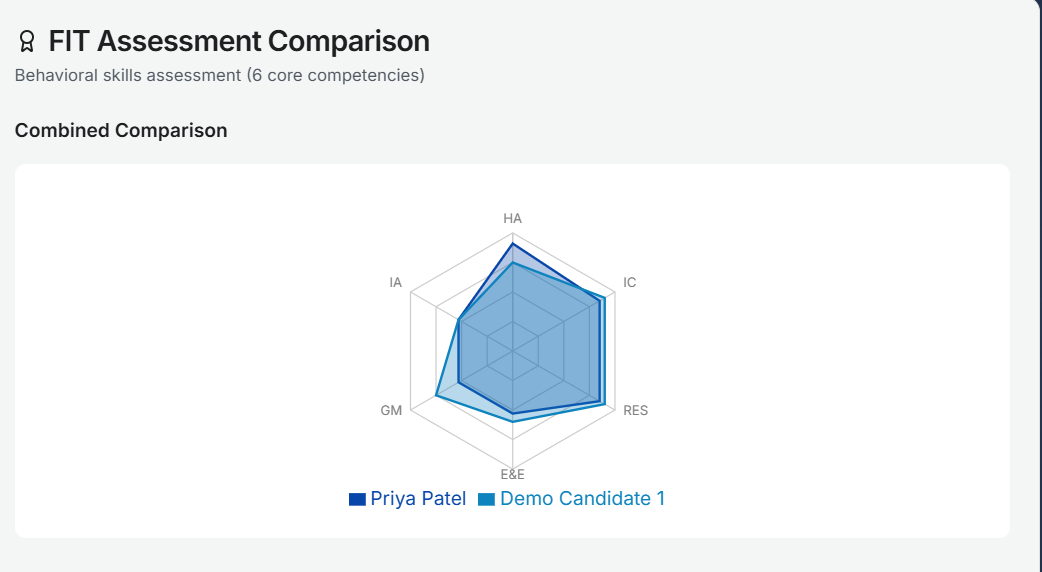 FIT Assessment Comparison
Behavioral skills assessment (6 core competencies)
Combined Comparison
HA
IA
IC
GM
RES
E&E
Priya Patel
Demo Candidate 1